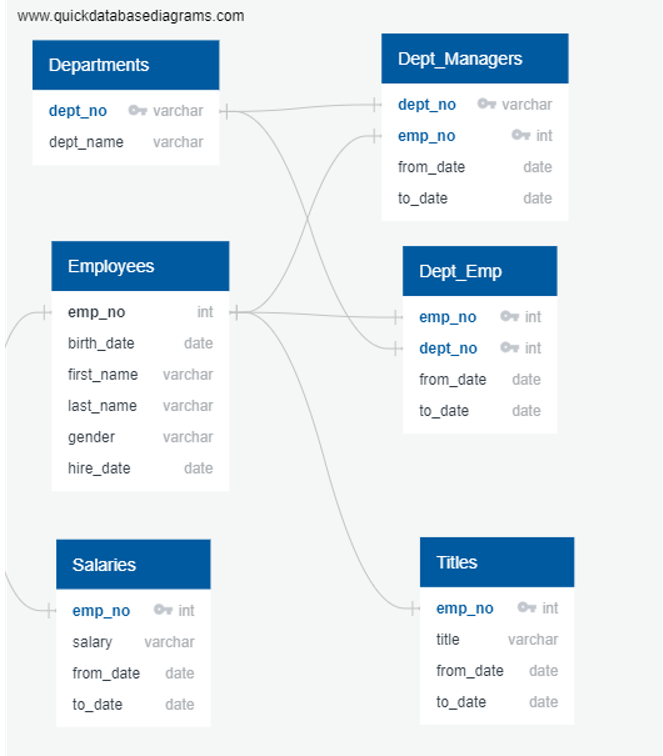 www.quickdatabasediagrams.com
Departments
dept_no varchar
dept_name varchar
Dept_Managers
dept_no varchar
emp_no int
from_date date
to_date date
Employees
emp_no int
birth_date date
first_name varchar
last_name varchar
gender varchar
hire_date date
Dept_Emp
emp_no int
dept_no int
from_date date
to_date date
Salaries
emp_no int
salary varchar
from_date date
to_date date
Titles
emp_no int
title varchar
from_date date
to_date date